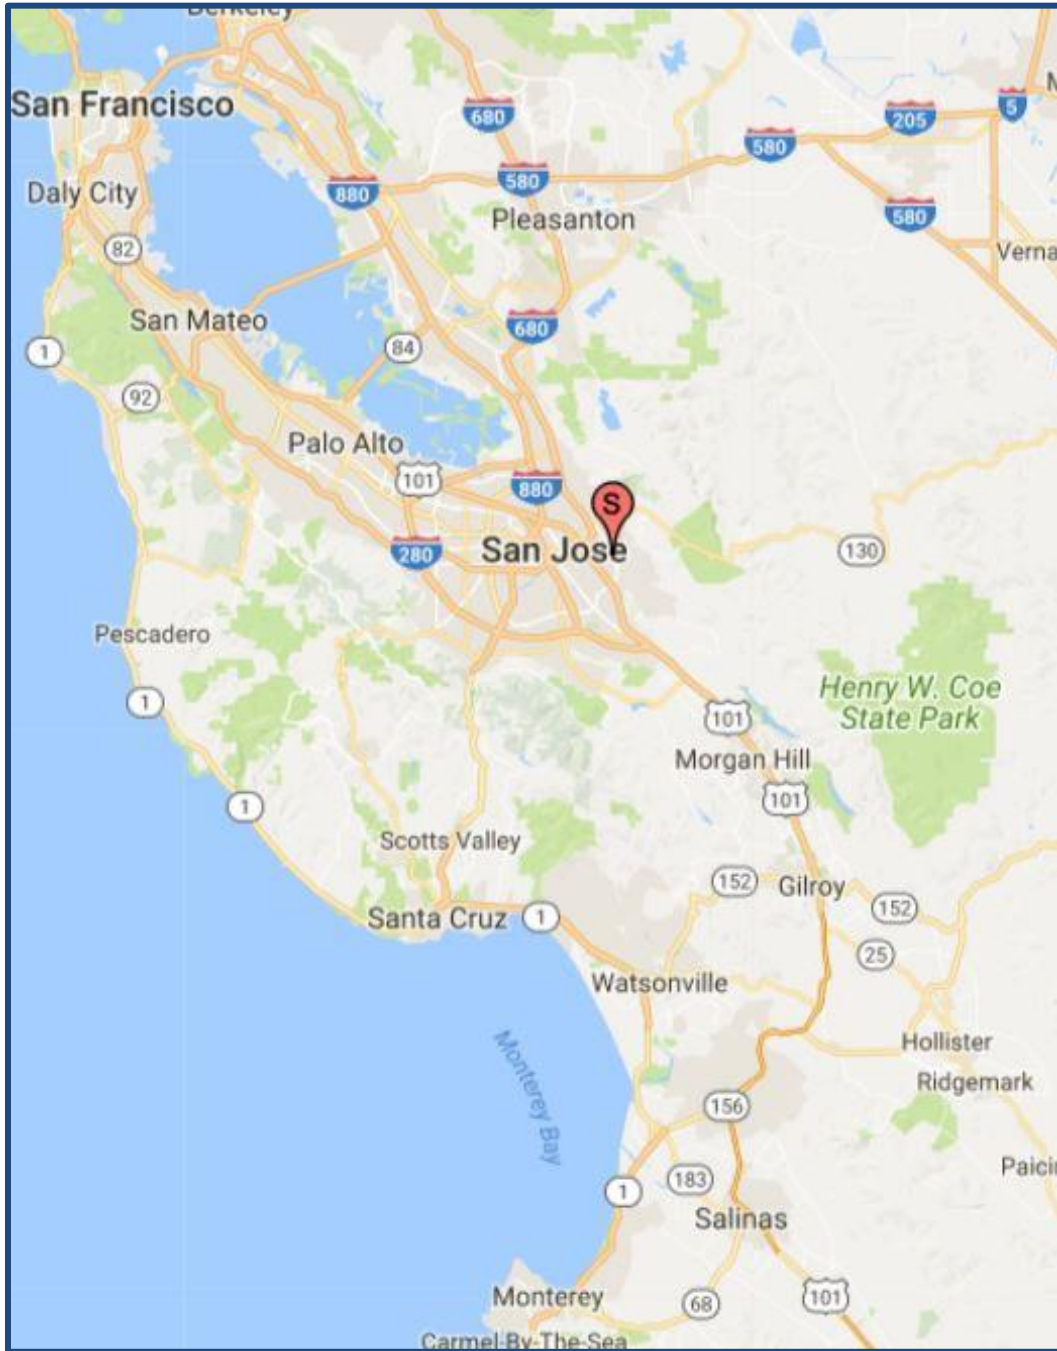 Berkeley
San Francisco
680
5
205
580
Daly City
880
580
580
Pleasanton
82
Verna
San Mateo
680
1
84
92
Palo Alto
101
880
S
280
San Jose
130
Pescadero
1
Henry W. Coe
State Park
101
Morgan Hill
101
1
Scotts Valley
152
Gilroy
152
Santa Cruz
1
25
Watsonville
Hollister
Monterey Bay
Ridgemark
156
Paici
183
1
Salinas
Monterey
68
101
Carmel-By-The-Sea